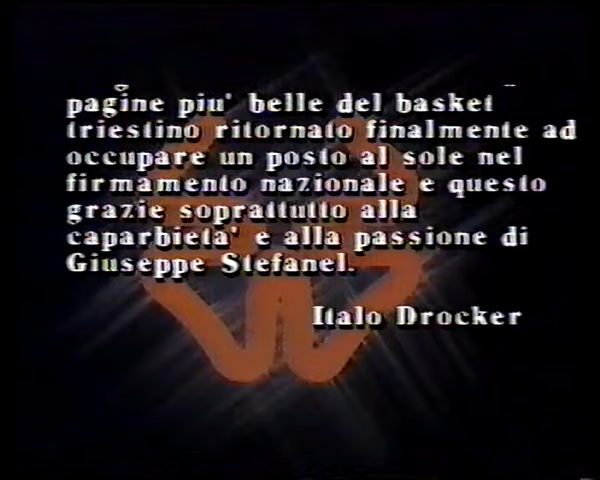 pagine piu' belle del basket
triestino ritornato finalmente ad
occupare un posto al sole nel
firmamento nazionale e questo
grazie soprattutto alla
caparbieta' e alla passione di
Giuseppe Stefanel.
Italo Drocker